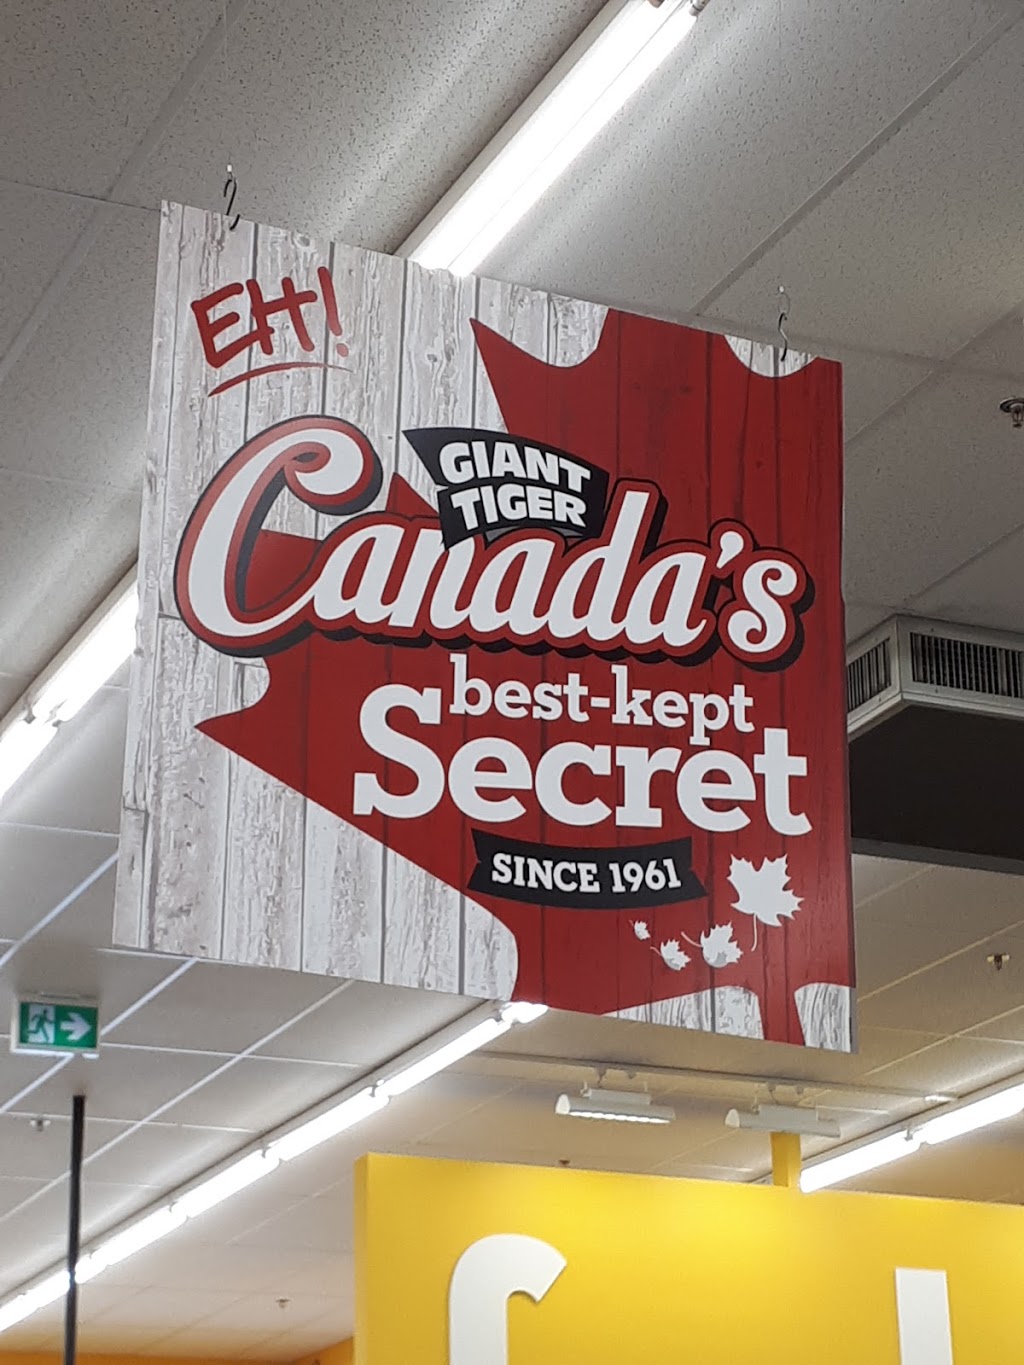 EH!
GIANT
TIGER
Canada's
best-kept
Secret
SINCE 1961